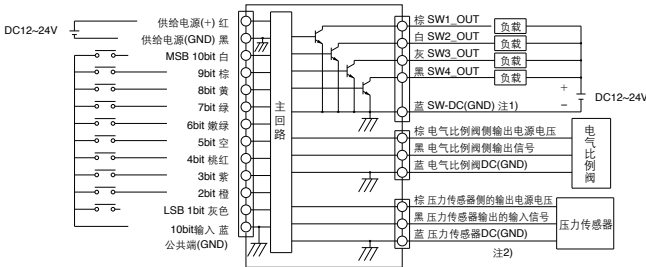 DC12~24V
供给电源(+) 红
供给电源(GND) 黑
MSB 10bit 白
9bit 棕
8bit 黄
7bit 绿
6bit 嫩绿
5bit 空
4bit 桃红
3bit 紫
2bit 橙
LSB 1bit 灰色
10bit输入 蓝
公共端(GND)
主回路
棕 SW1_OUT 负载
白 SW2_OUT 负载
灰 SW3_OUT 负载
黑 SW4_OUT 负载
+
−
DC12~24V
蓝 SW-DC(GND) 注1)
棕 电气比例阀侧输出电源电压
黑 电气比例阀侧输出信号
蓝 电气比例阀DC(GND)
电气比例阀
棕 压力传感器侧的输出电源电压
黑 压力传感器输出的输入信号
蓝 压力传感器DC(GND)
注2)
压力传感器